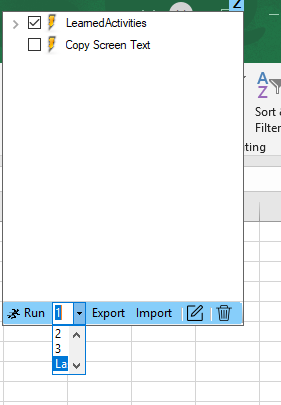 Z
LearnedActivities
Copy Screen Text
A
Z
Sort &
Filter
ting
Run 1 Export Import
2
3
La